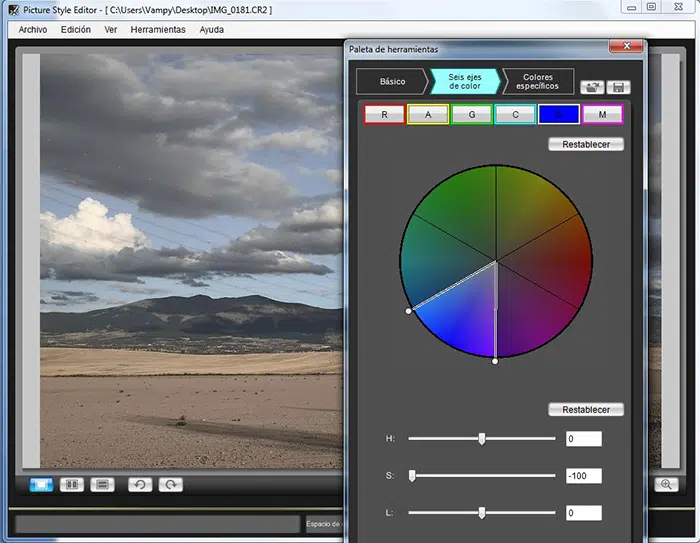 Picture Style Editor - [ C:\Users\Vampy\Desktop\IMG_0181.CR2 ]
Archivo Edición Ver Herramientas Ayuda
Paleta de herramientas
Básico
Seis ejes
de color
Colores
específicos
R A G C M
Restablecer
Restablecer
H: 0
S: -100
L: 0
Espacio de